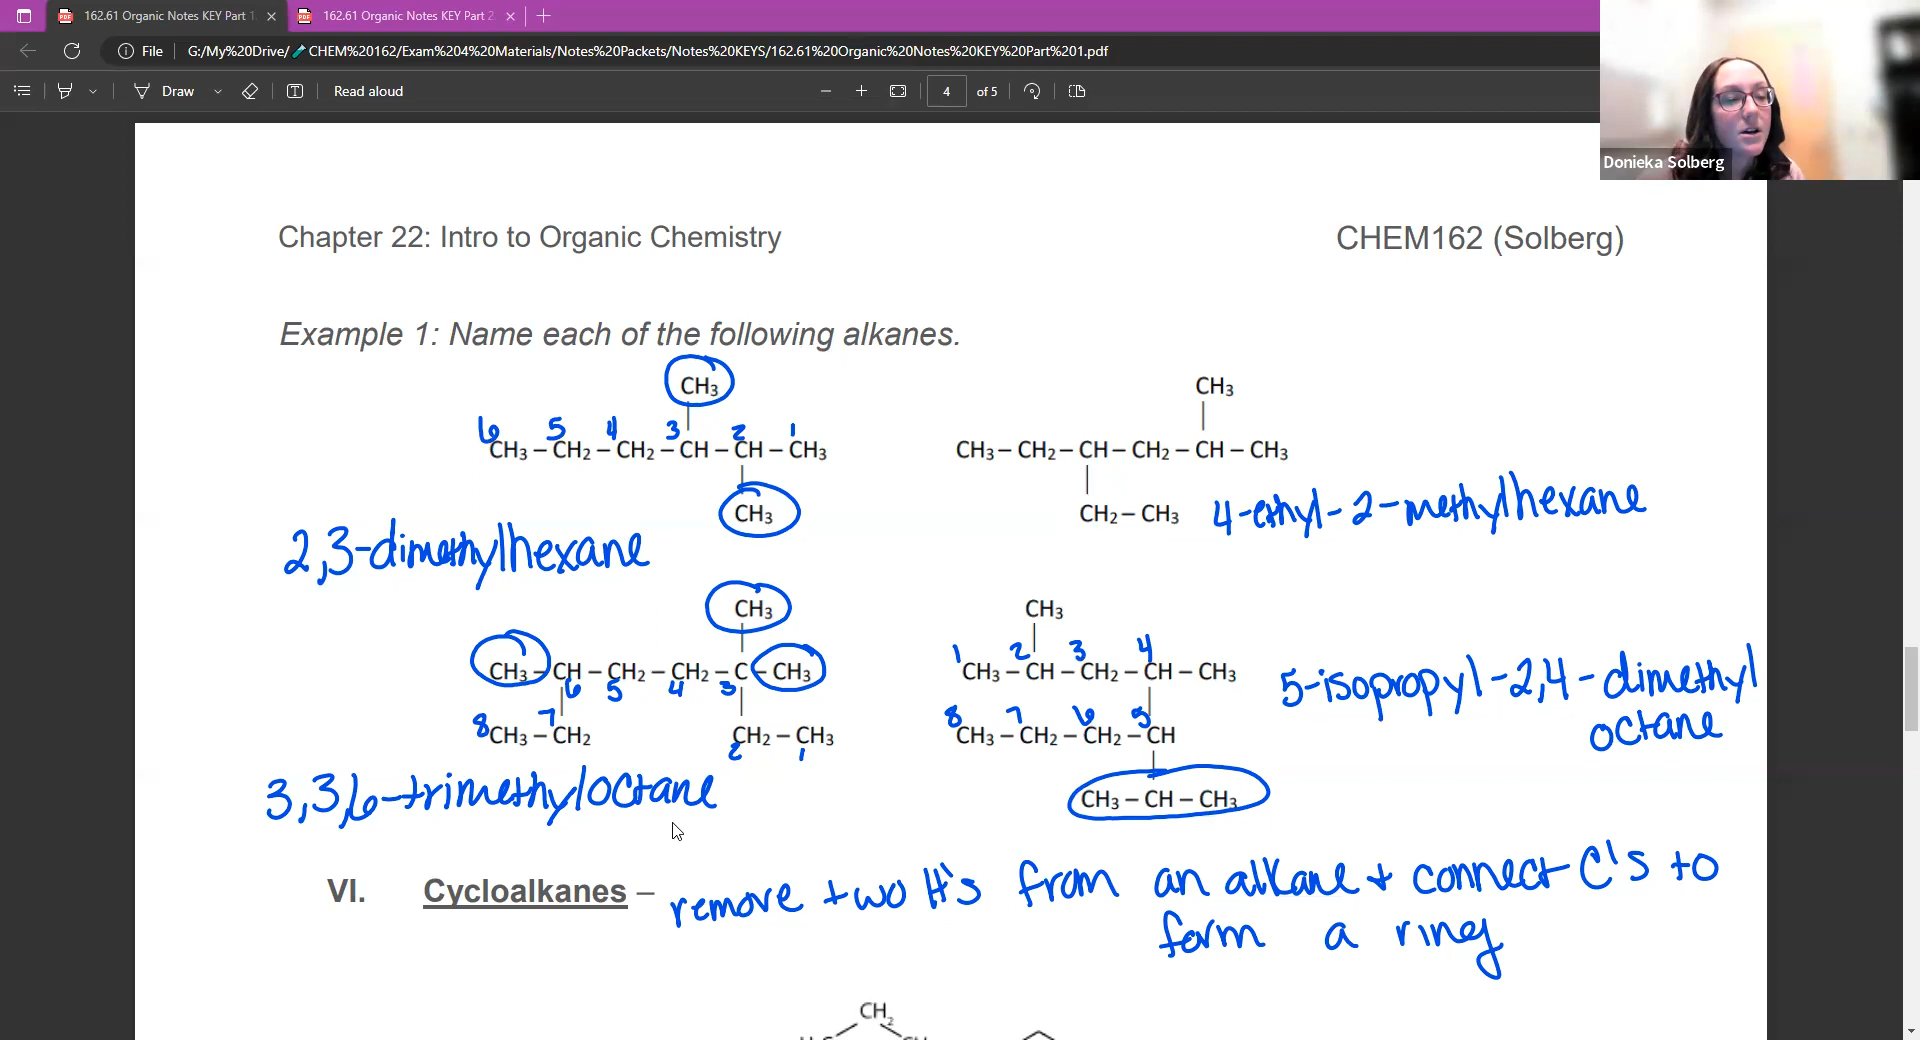 162.61 Organic Notes KEY Part 1.
162.61 Organic Notes KEY Part 2
File G:/My%20Drive/🧪CHEM%20162/Exam%204%20Materials/Notes%20Packets/Notes%20KEYS/162.61%20Organic%20Notes%20KEY%20Part%201.pdf
Draw Read aloud 4 of 5
Donieka Solberg
Chapter 22: Intro to Organic Chemistry CHEM162 (Solberg)
Example 1: Name each of the following alkanes.
CH₃
6 5 4 3 2 1
CH₃ – CH₂ – CH₂ – CH – CH – CH₃
CH₃
2,3-dimethylhexane
CH₃
CH₃ – CH₂ – CH – CH₂ – CH – CH₃
CH₂ – CH₃
4-ethyl-2-methylhexane
CH₃
CH₃ – CH – CH₂ – CH₂ – C – CH₃
6 5 4 3
8 7
CH₃ – CH₂ CH₂ – CH₃
2 1
3,3,6-trimethyloctane
CH₃
1 2 3 4
CH₃ – CH – CH₂ – CH – CH₃
8 7 6 5
CH₃ – CH₂ – CH₂ – CH
CH₃ – CH – CH₃
5-isopropyl-2,4-dimethyl
octane
VI. Cycloalkanes – remove two H's from an alkane + connect C's to
form a ring
CH₂